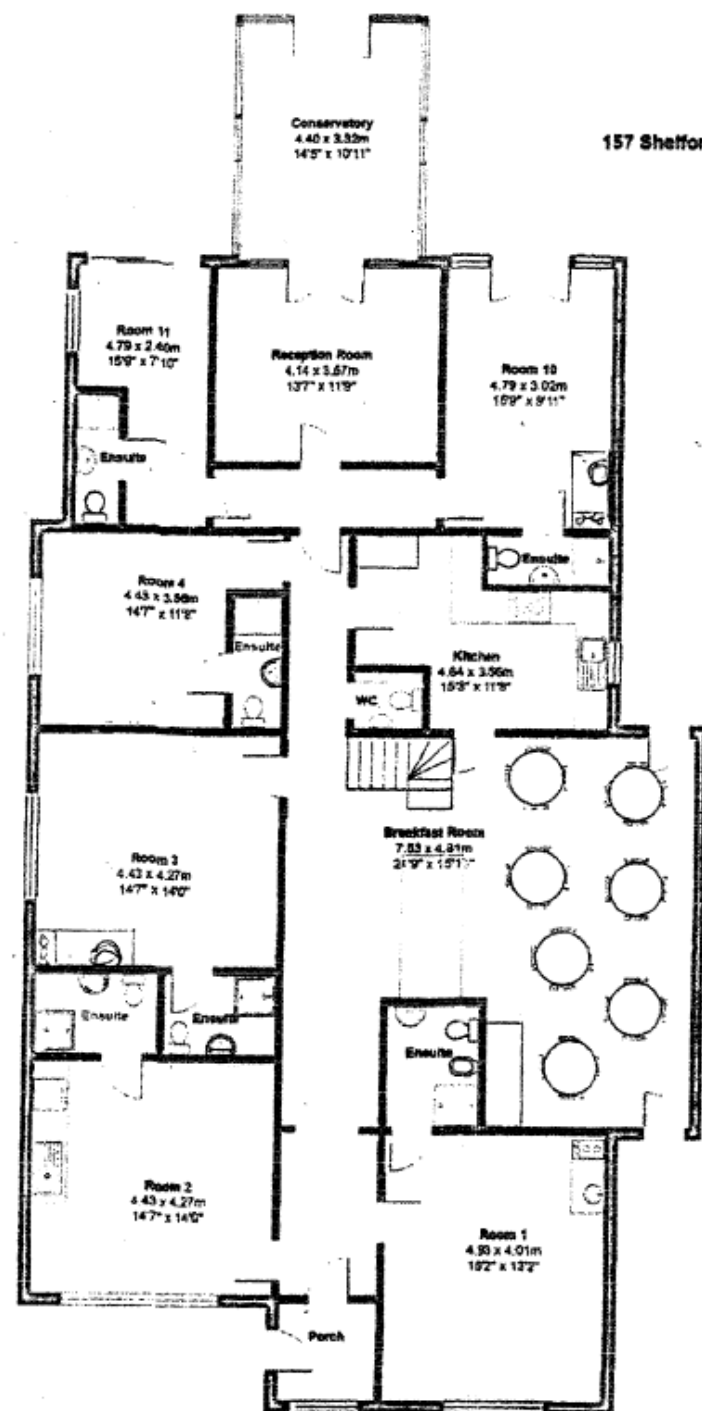 157 Shelfor
Conservatory
4.40 x 3.32m
14'5" x 10'11"
Room 11
4.79 x 2.40m
15'9" x 7'10"
Ensuite
Reception Room
4.14 x 3.57m
13'7" x 11'9"
Room 10
4.79 x 3.02m
15'9" x 9'11"
Ensuite
Room 4
4.43 x 3.56m
14'7" x 11'8"
Ensuite
Kitchen
4.64 x 3.56m
15'3" x 11'8"
WC
Breakfast Room
7.53 x 4.81m
Room 3
4.43 x 4.27m
14'7" x 14'0"
Ensuite
Ensuite
Ensuite
Room 2
4.43 x 4.27m
14'7" x 14'0"
Room 1
4.93 x 4.01m
16'2" x 13'2"
Porch